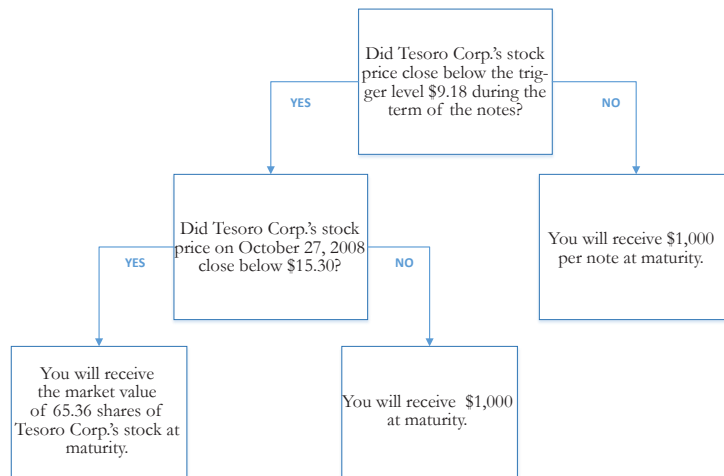 Did Tesoro Corp.'s stock
price close below the trig-
ger level $9.18 during the
term of the notes?
YES
NO
Did Tesoro Corp.'s stock
price on October 27, 2008
close below $15.30?
You will receive $1,000
per note at maturity.
YES
NO
You will receive
the market value
of 65.36 shares of
Tesoro Corp.'s stock at
maturity.
You will receive $1,000
at maturity.